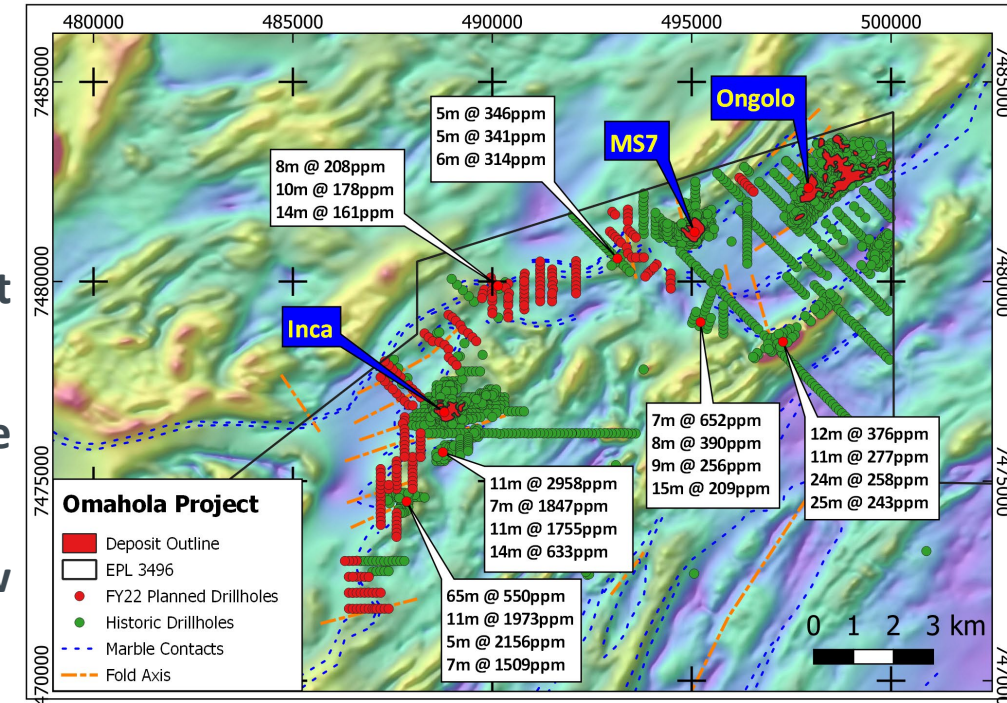 480000
485000
490000
495000
500000
7485000
7485000
Ongolo
5m @ 346ppm
5m @ 341ppm
6m @ 314ppm
MS7
8m @ 208ppm
10m @ 178ppm
14m @ 161ppm
7480000
7480000
t
Inca
e
7m @ 652ppm
8m @ 390ppm
9m @ 256ppm
15m @ 209ppm
12m @ 376ppm
11m @ 277ppm
24m @ 258ppm
25m @ 243ppm
7475000
7475000
11m @ 2958ppm
7m @ 1847ppm
11m @ 1755ppm
14m @ 633ppm
Omahola Project
Deposit Outline
EPL 3496
FY22 Planned Drillholes
Historic Drillholes
Marble Contacts
Fold Axis
65m @ 550ppm
11m @ 1973ppm
5m @ 2156ppm
7m @ 1509ppm
0 1 2 3 km